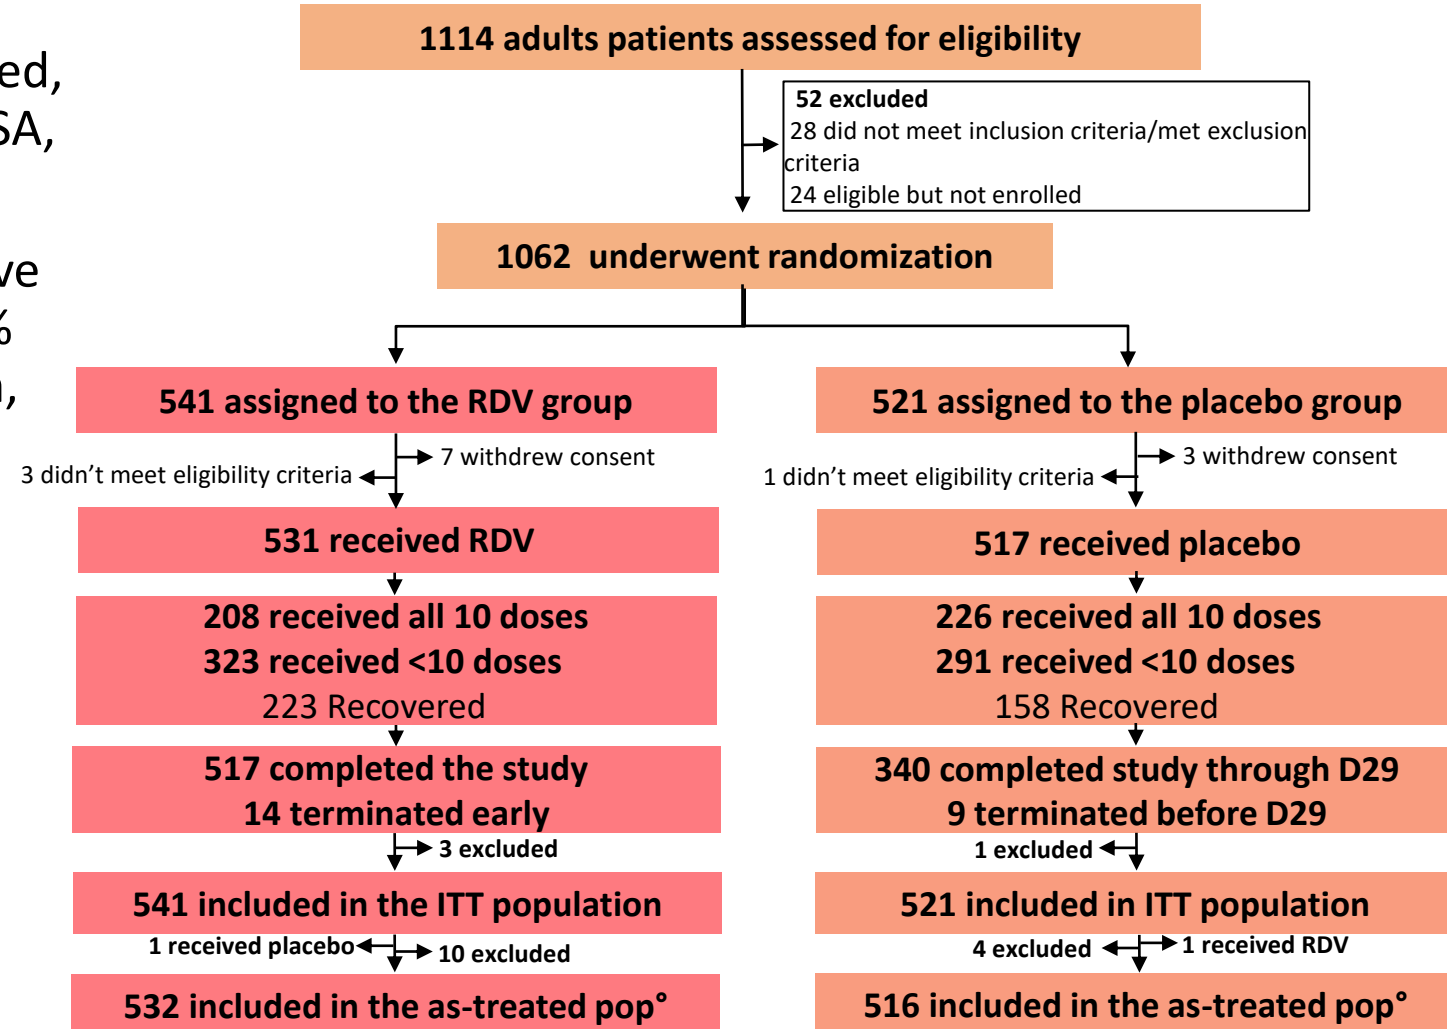 1114 adults patients assessed for eligibility
ed,
SA,
52 excluded
28 did not meet inclusion criteria/met exclusion
criteria
24 eligible but not enrolled
1062 underwent randomization
ve
%
,
541 assigned to the RDV group
521 assigned to the placebo group
7 withdrew consent
3 didn’t meet eligibility criteria
3 withdrew consent
1 didn’t meet eligibility criteria
531 received RDV
517 received placebo
208 received all 10 doses
323 received <10 doses
223 Recovered
226 received all 10 doses
291 received <10 doses
158 Recovered
517 completed the study
14 terminated early
340 completed study through D29
9 terminated before D29
3 excluded
1 excluded
541 included in the ITT population
521 included in ITT population
1 received placebo
10 excluded
4 excluded
1 received RDV
532 included in the as-treated pop°
516 included in the as-treated pop°